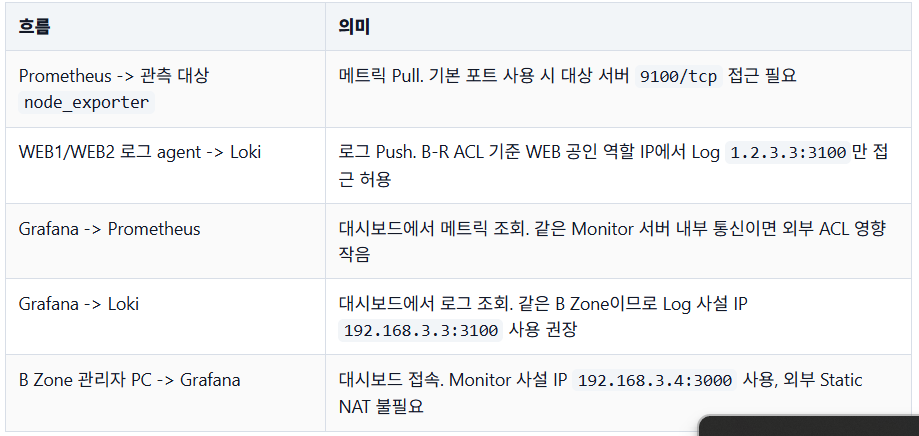 흐름
의미
Prometheus -> 관측 대상
node_exporter
메트릭 Pull. 기본 포트 사용 시 대상 서버 9100/tcp 접근 필요
WEB1/WEB2 로그 agent -> Loki
로그 Push. B-R ACL 기준 WEB 공인 역할 IP에서 Log 1.2.3.3:3100만 접
근 허용
Grafana -> Prometheus
대시보드에서 메트릭 조회. 같은 Monitor 서버 내부 통신이면 외부 ACL 영향
작음
Grafana -> Loki
대시보드에서 로그 조회. 같은 B Zone이므로 Log 사설 IP
192.168.3.3:3100 사용 권장
B Zone 관리자 PC -> Grafana
대시보드 접속. Monitor 사설 IP 192.168.3.4:3000 사용, 외부 Static
NAT 불필요